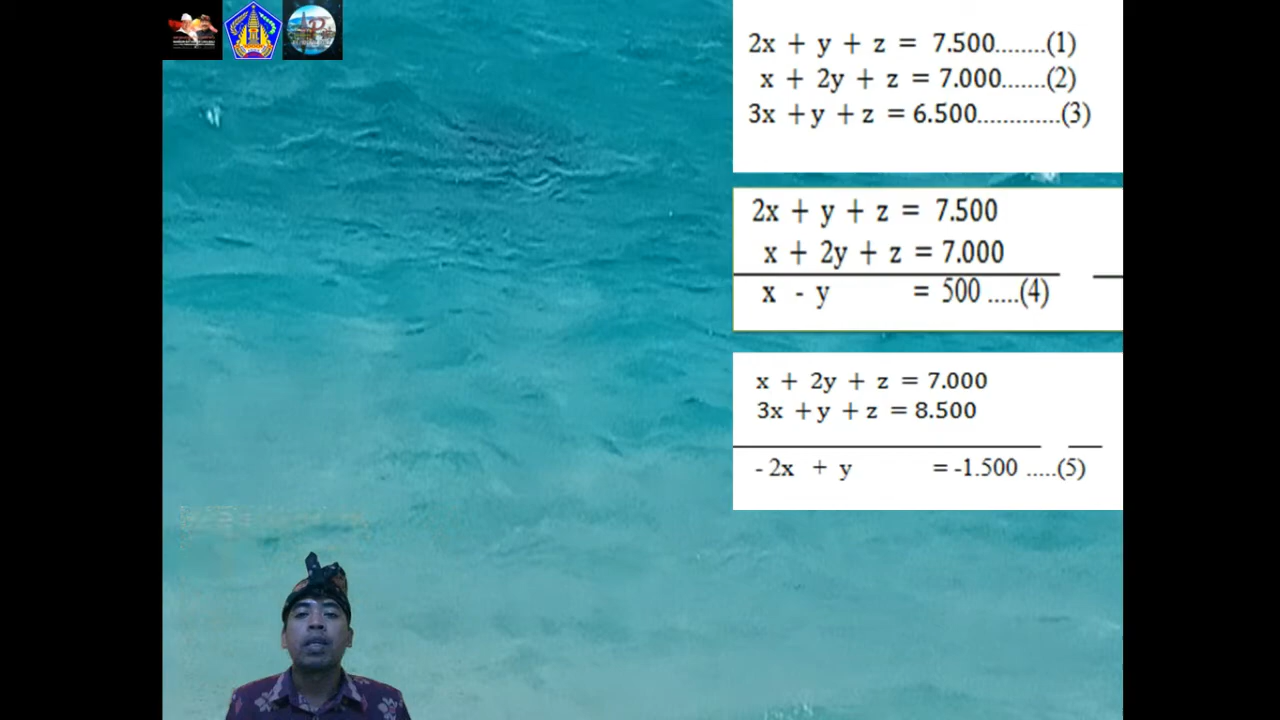 2x + y + z = 7.500........(1)
x + 2y + z = 7.000.......(2)
3x + y + z = 6.500.............(3)
2x + y + z = 7.500
x + 2y + z = 7.000
x - y = 500 .....(4)
x + 2y + z = 7.000
3x + y + z = 8.500
- 2x + y = -1.500 .....(5)